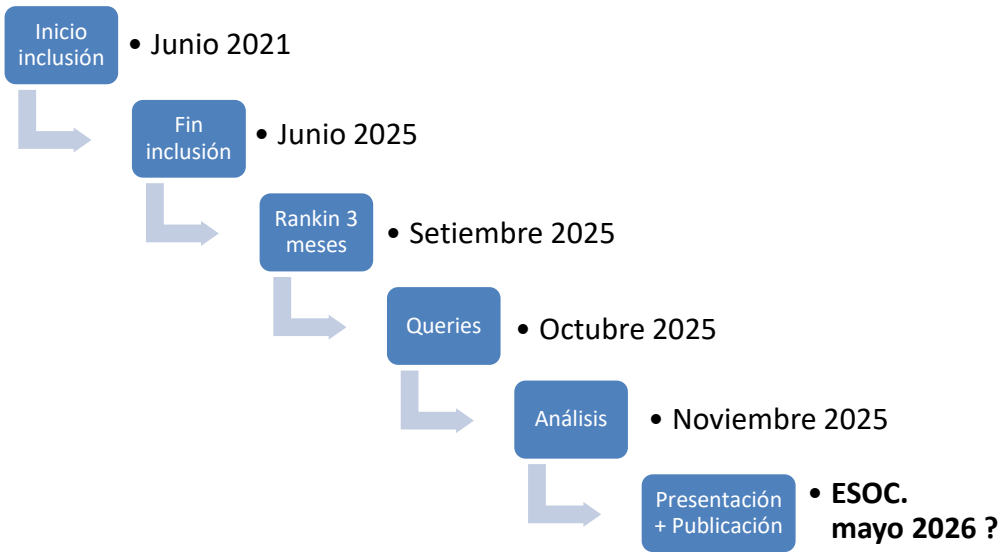 Inicio
inclusión
• Junio 2021
Fin
inclusión
• Junio 2025
Rankin 3
meses
• Setiembre 2025
Queries
• Octubre 2025
Análisis
• Noviembre 2025
Presentación
+ Publicación
• ESOC.
mayo 2026 ?